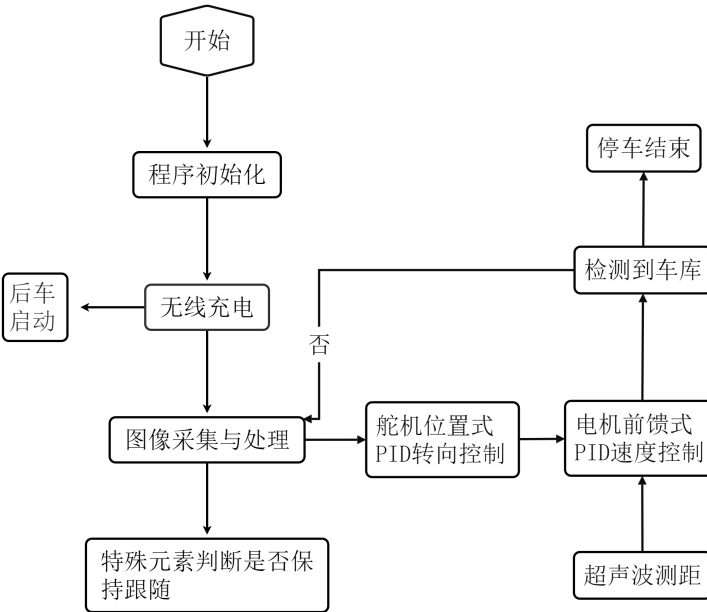 开始
程序初始化
无线充电
后车
启动
图像采集与处理
特殊元素判断是否保
持跟随
舵机位置式
PID转向控制
电机前馈式
PID速度控制
超声波测距
检测到车库
否
停车结束